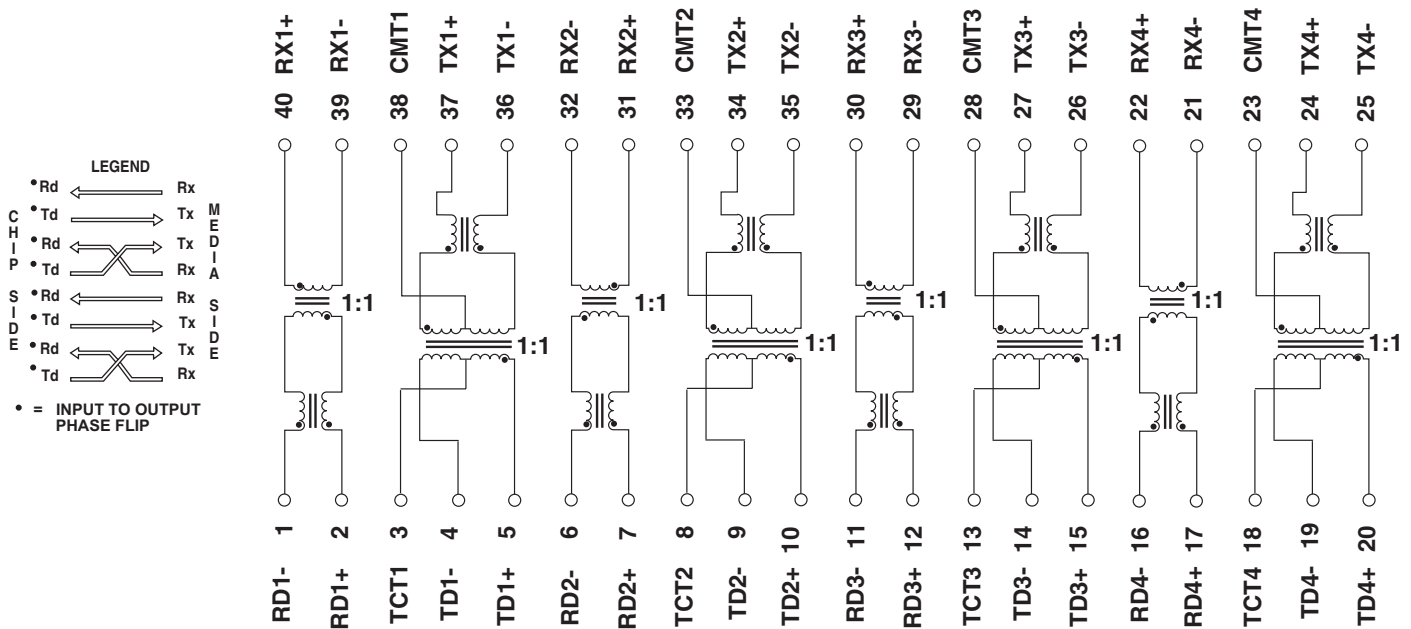 RX1+ RX1- CMT1 TX1+ TX1- RX2- RX2+ CMT2 TX2+ TX2- RX3+ RX3- CMT3 TX3+ TX3- RX4+ RX4- CMT4 TX4+ TX4-
40 39 38 37 36 32 31 33 34 35 30 29 28 27 26 22 21 23 24 25
LEGEND
• Rd Rx
• Td Tx
• Rd Tx
• Td Rx
• Rd Rx
• Td Tx
• Rd Tx
• Td Rx
CHIP SIDE
MEDIA SIDE
• = INPUT TO OUTPUT
PHASE FLIP
1:1 1:1 1:1 1:1 1:1 1:1 1:1 1:1
1 2 3 4 5 6 7 8 9 10 11 12 13 14 15 16 17 18 19 20
RD1- RD1+ TCT1 TD1- TD1+ RD2- RD2+ TCT2 TD2- TD2+ RD3- RD3+ TCT3 TD3- TD3+ RD4- RD4+ TCT4 TD4- TD4+